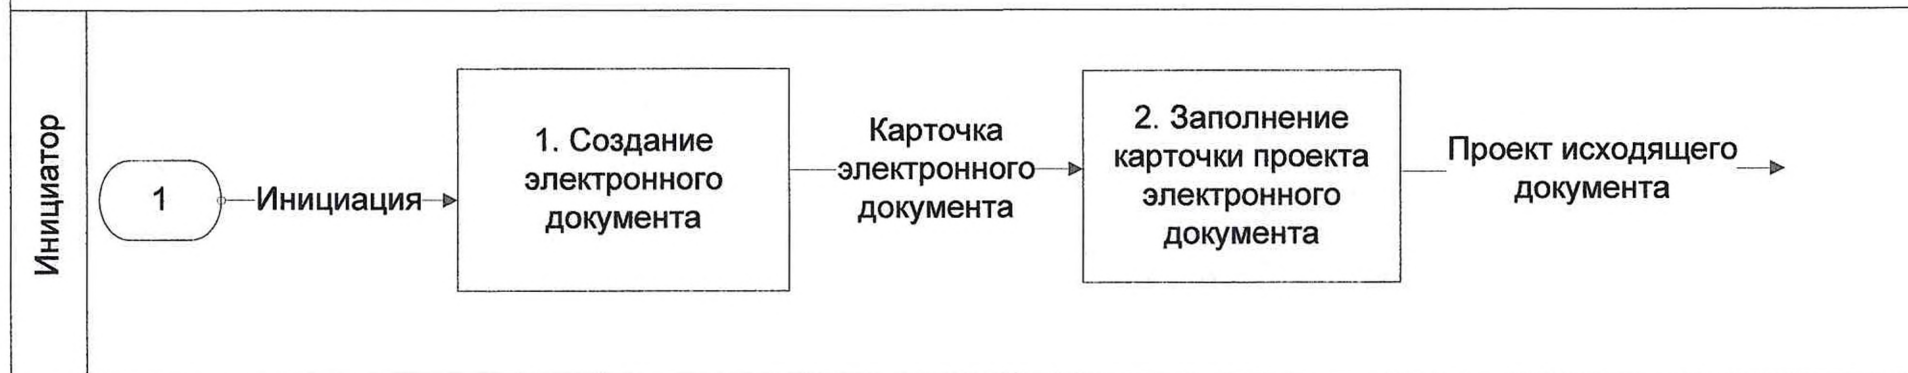 Инициатор
1
Инициация
1. Создание
электронного
документа
Карточка
электронного
документа
2. Заполнение
карточки проекта
электронного
документа
Проект исходящего
документа